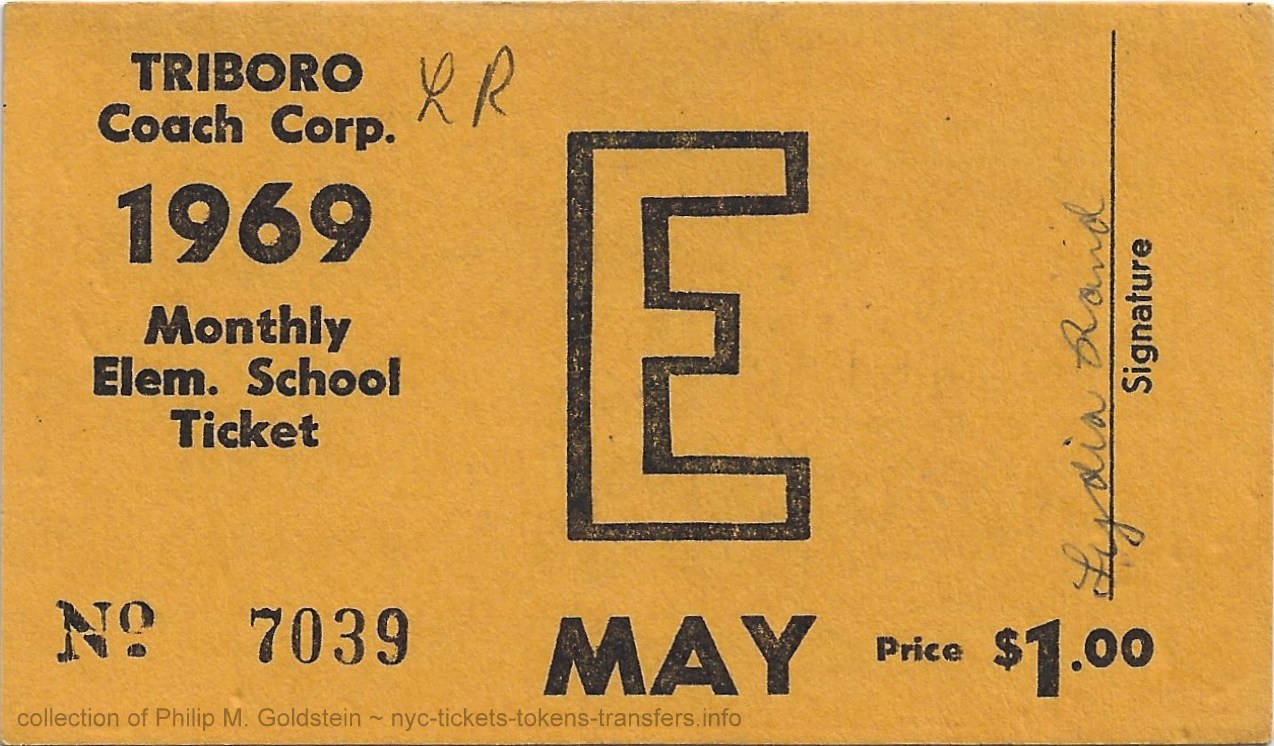 TRIBORO
Coach Corp.
LR
1969
Monthly
Elem. School
Ticket
E
Lydia
Signature
Nº 7039
MAY
Price $1.00
collection of Philip M. Goldstein ~ nyc-tickets-tokens-transfers.info